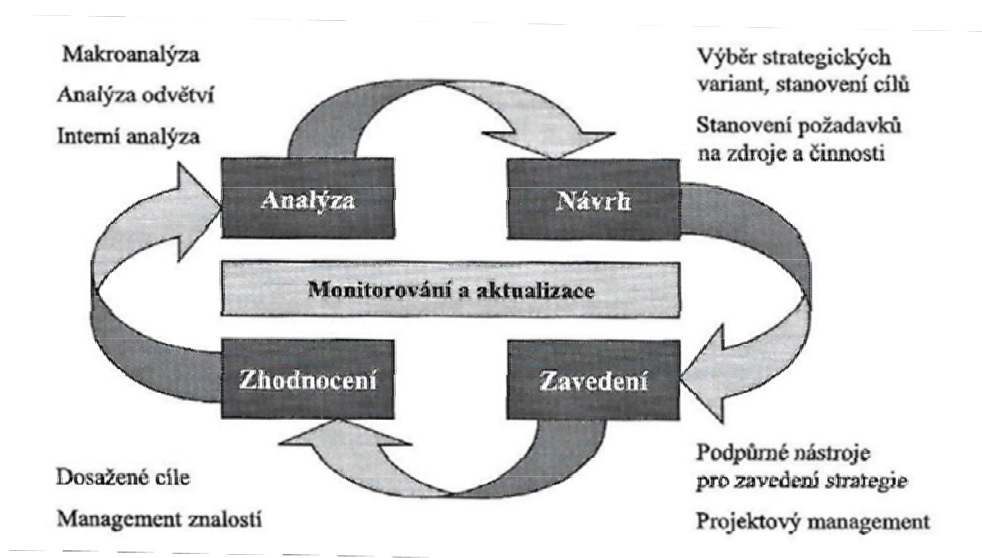 Makroanalýza
Analýza odvětví
Interní analýza
Výběr strategických
variant, stanovení cílů
Stanovení požadavků
na zdroje a činnosti
Analýza
Návrh
Monitorování a aktualizace
Zhodnocení
Zavedení
Dosažené cíle
Management znalostí
Podpůrné nástroje
pro zavedení strategie
Projektový management